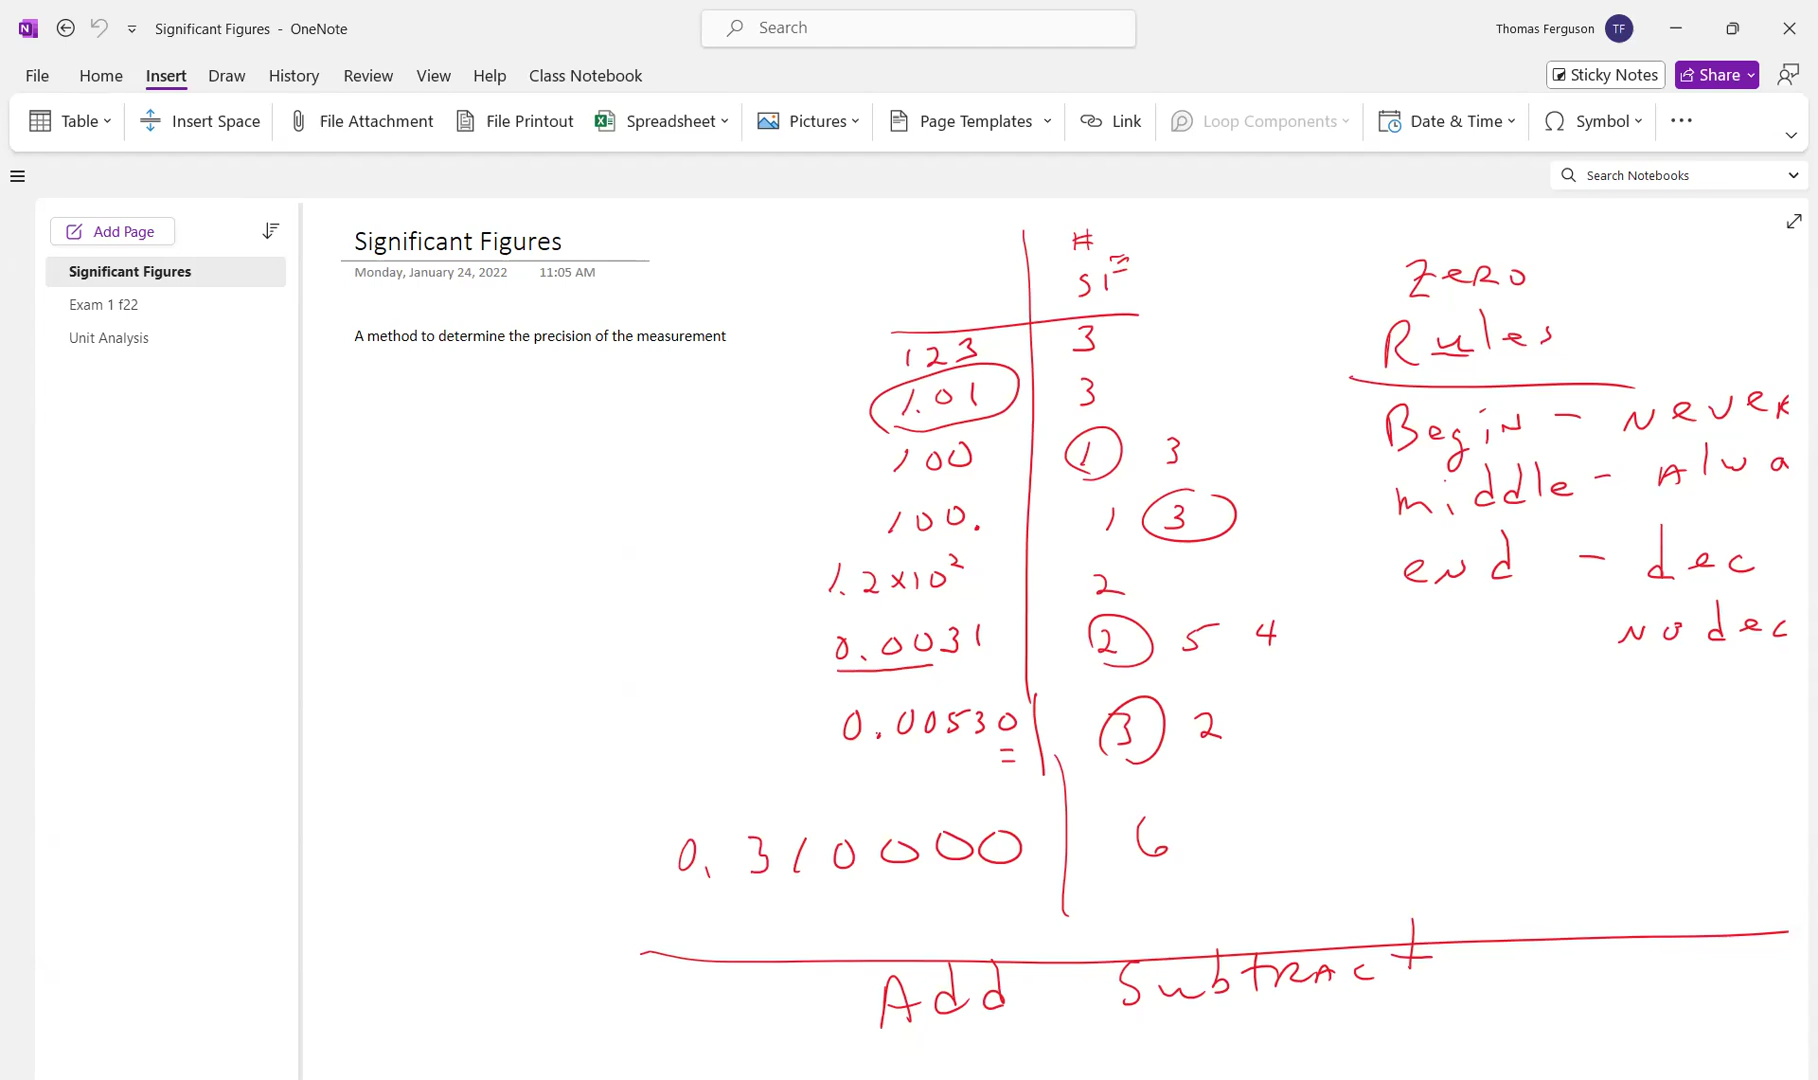 Significant Figures - OneNote
Search
Thomas Ferguson TF
File Home Insert Draw History Review View Help Class Notebook
Sticky Notes Share
Table Insert Space File Attachment File Printout Spreadsheet Pictures Page Templates Link Loop Components Date & Time Symbol
Search Notebooks
Add Page
Significant Figures
Exam 1 f22
Unit Analysis
Significant Figures
Monday, January 24, 2022 11:05 AM
A method to determine the precision of the measurement
#
SF
123 3
1.01 3
100 1 3
100. 1 3
1.2x10² 2
0.0031 2 5 4
0.00530 3 2
0.310000 6
Zero
Rules
Begin - never
middle - Alwa
end - dec
no dec
Add Subtract